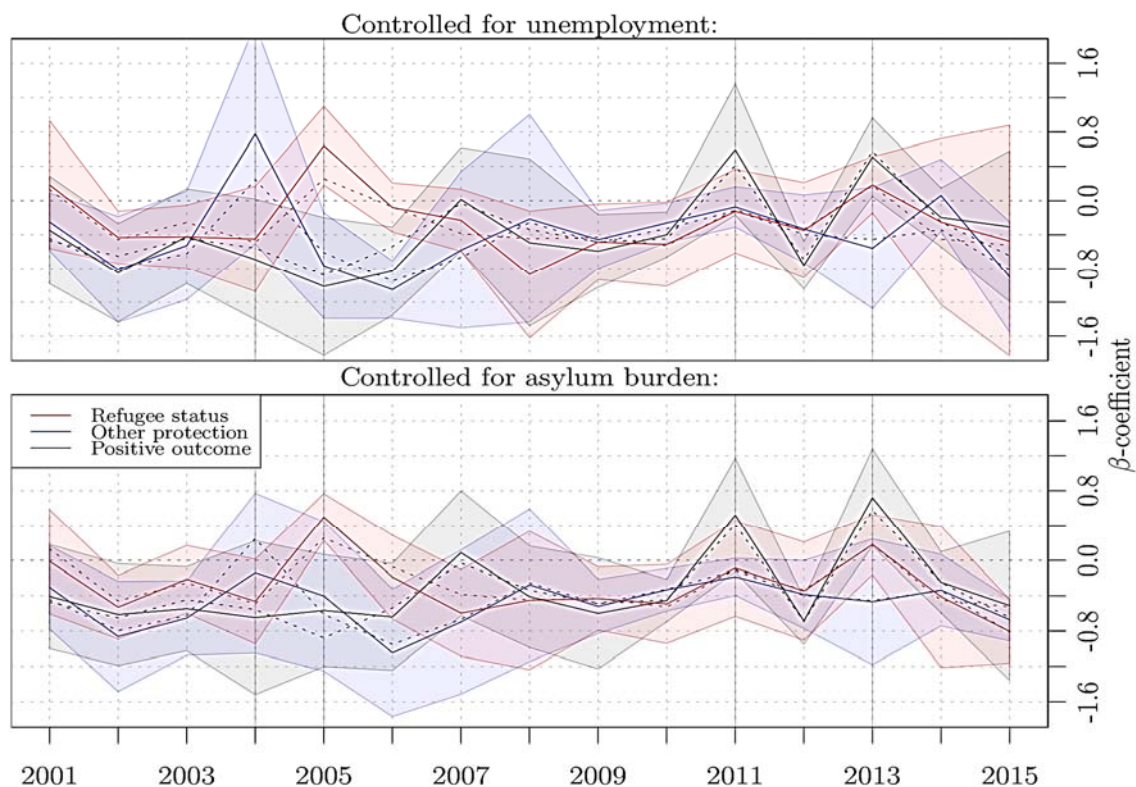 Controlled for unemployment:
1.6
0.8
0.0
-0.8
-1.6
β-coefficient
Controlled for asylum burden:
Refugee status
Other protection
Positive outcome
1.6
0.8
0.0
-0.8
-1.6
2001 2003 2005 2007 2009 2011 2013 2015